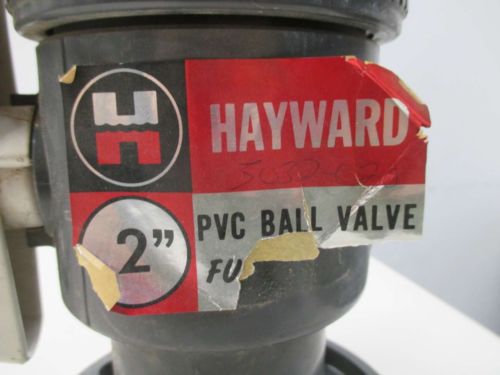 HAYWARD
2"
PVC BALL VALVE
FU